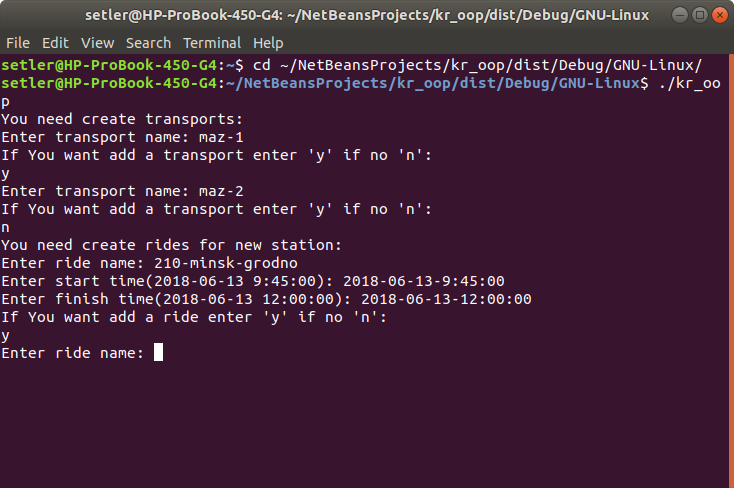 setler@HP-ProBook-450-G4: ~/NetBeansProjects/kr_oop/dist/Debug/GNU-Linux
File Edit View Search Terminal Help
setler@HP-ProBook-450-G4:~$ cd ~/NetBeansProjects/kr_oop/dist/Debug/GNU-Linux/
setler@HP-ProBook-450-G4:~/NetBeansProjects/kr_oop/dist/Debug/GNU-Linux$ ./kr_oo
p
You need create transports:
Enter transport name: maz-1
If You want add a transport enter 'y' if no 'n':
y
Enter transport name: maz-2
If You want add a transport enter 'y' if no 'n':
n
You need create rides for new station:
Enter ride name: 210-minsk-grodno
Enter start time(2018-06-13 9:45:00): 2018-06-13-9:45:00
Enter finish time(2018-06-13 12:00:00): 2018-06-13-12:00:00
If You want add a ride enter 'y' if no 'n':
y
Enter ride name: